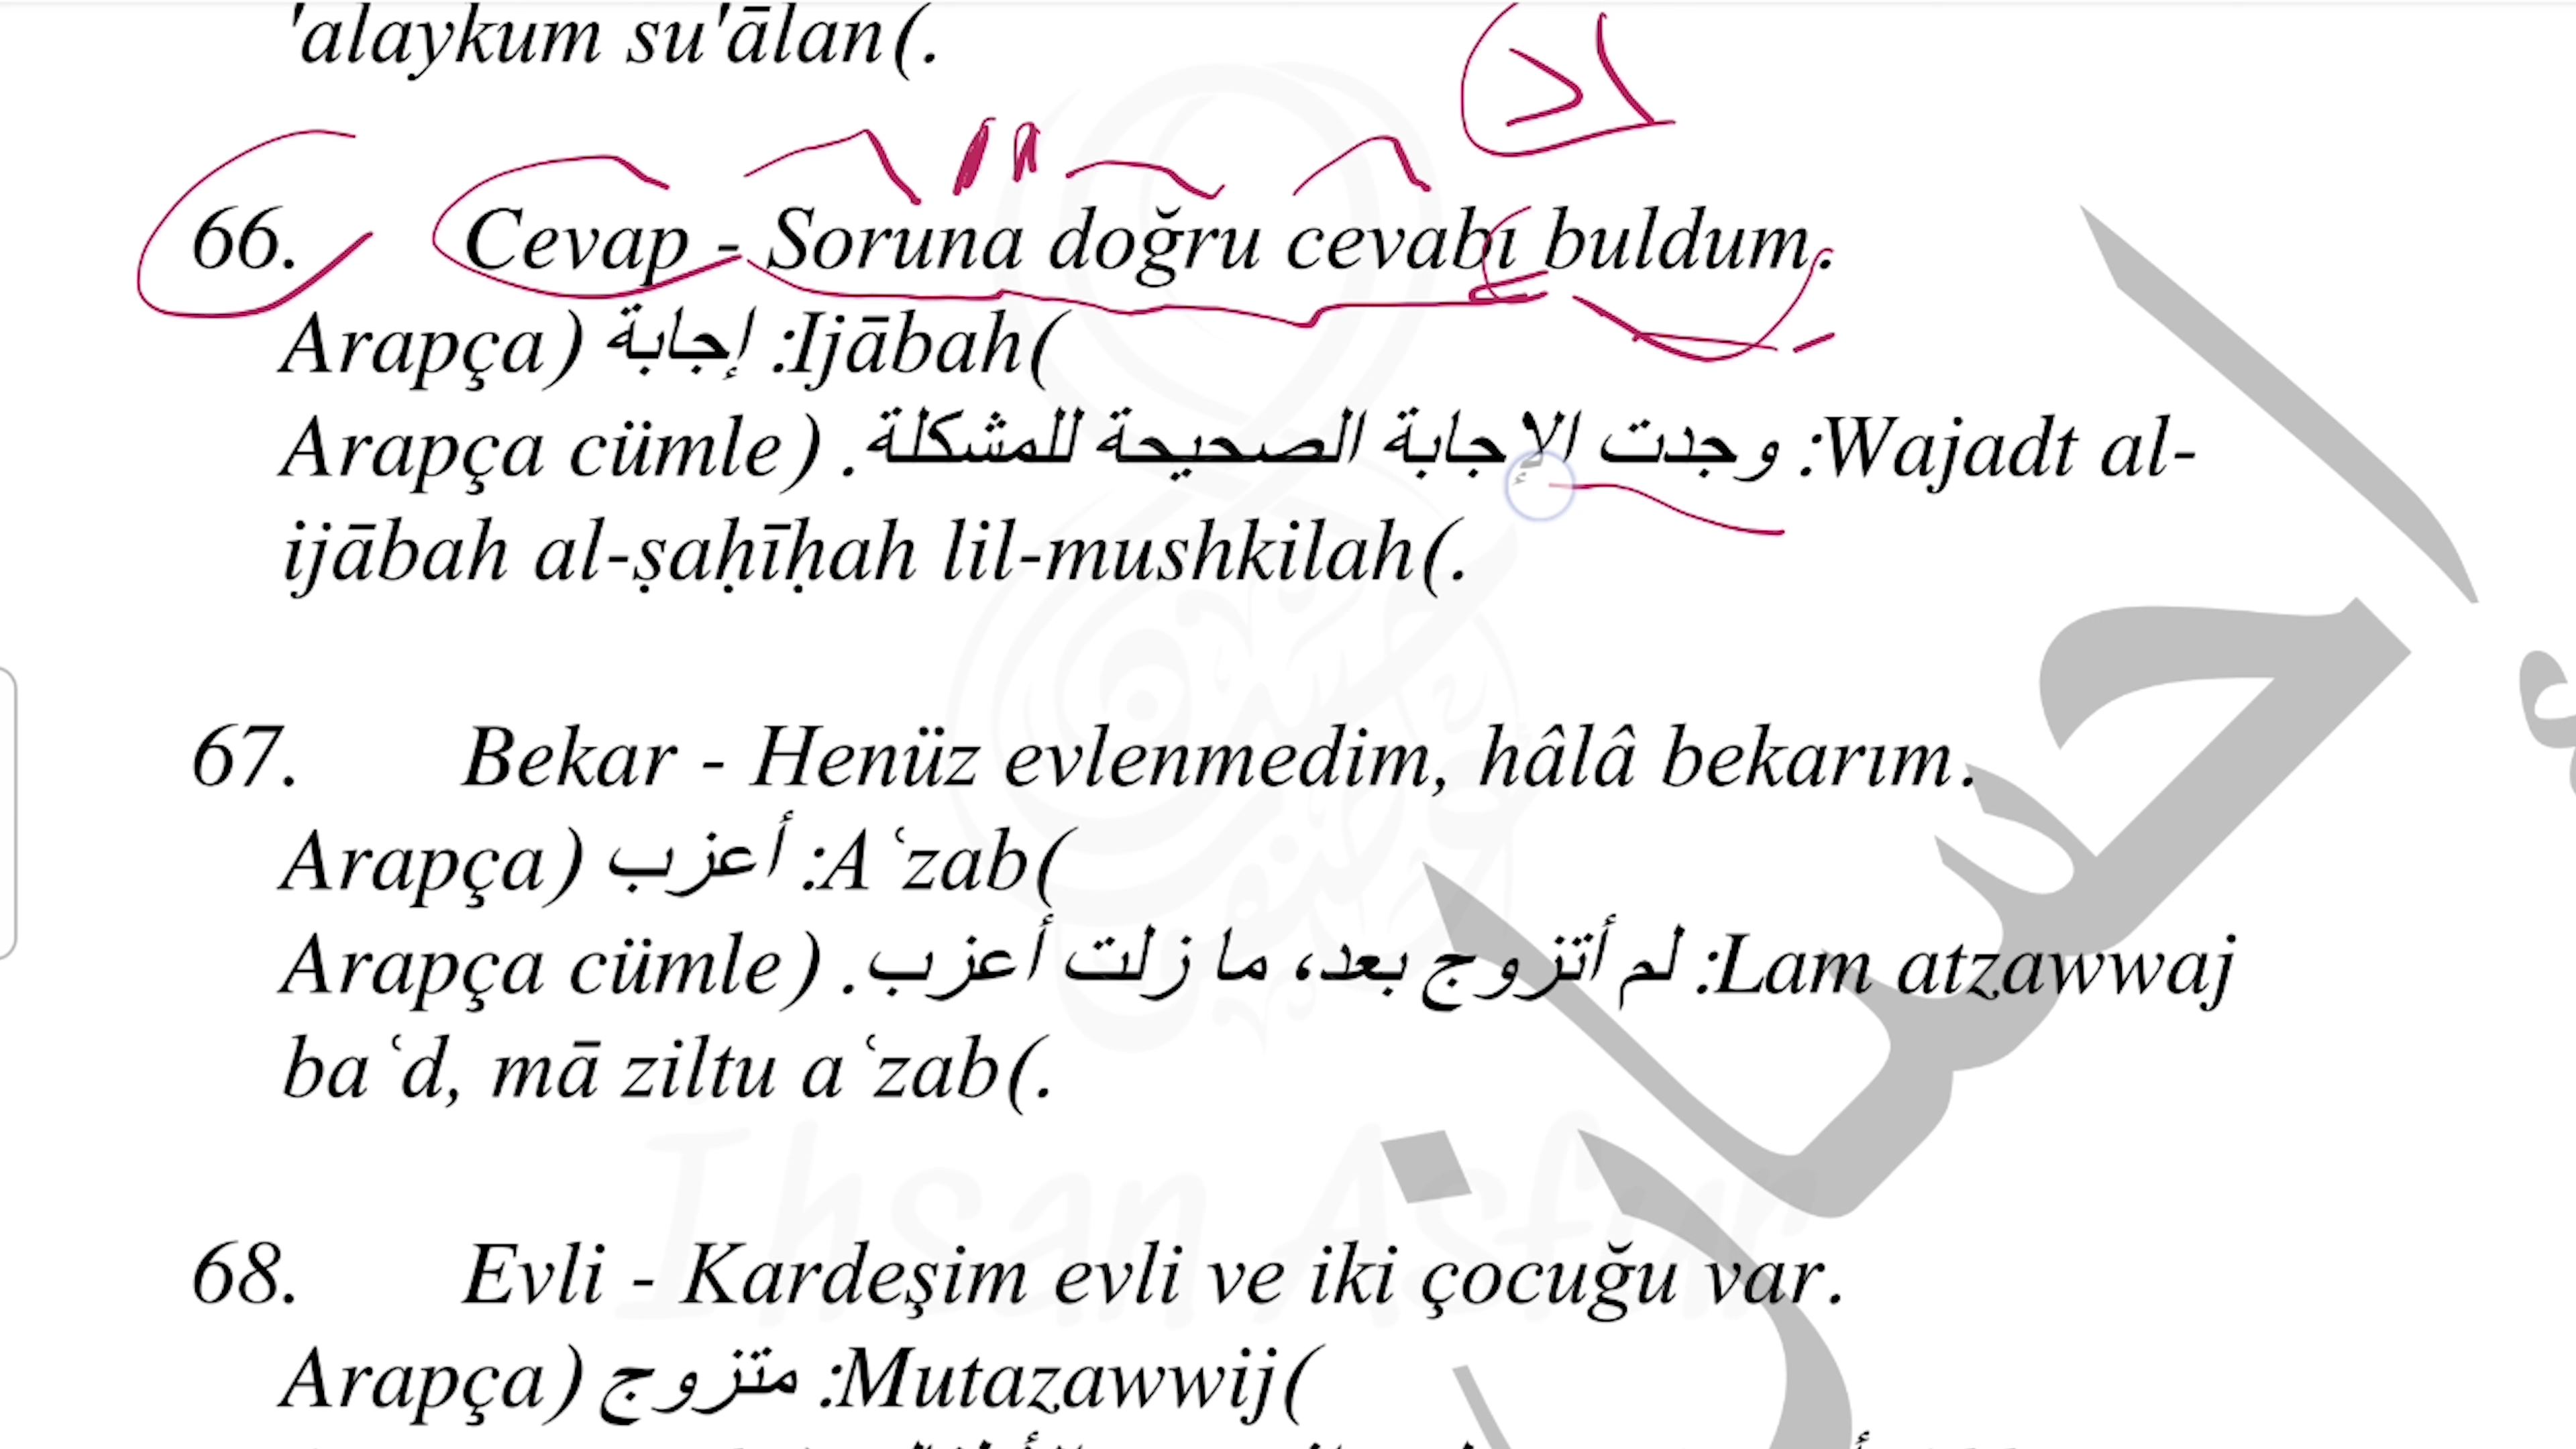 'alaykum su'ālan(.
66. Cevap - Soruna doğru cevabı buldum.
Arapça) إجابة :Ijābah(
Arapça cümle) وجدت الإجابة الصحيحة للمشكلة. :Wajadt al-
ijābah al-ṣaḥīḥah lil-mushkilah(.
67. Bekar - Henüz evlenmedim, hâlâ bekarım.
Arapça) أعزب :Aʿzab(
Arapça cümle) لم أتزوج بعد، ما زلت أعزب. :Lam atzawwaj
baʿd, mā ziltu aʿzab(.
68. Evli - Kardeşim evli ve iki çocuğu var.
Arapça) متزوج :Mutazawwij(
إحسان
Ihsan Asfur